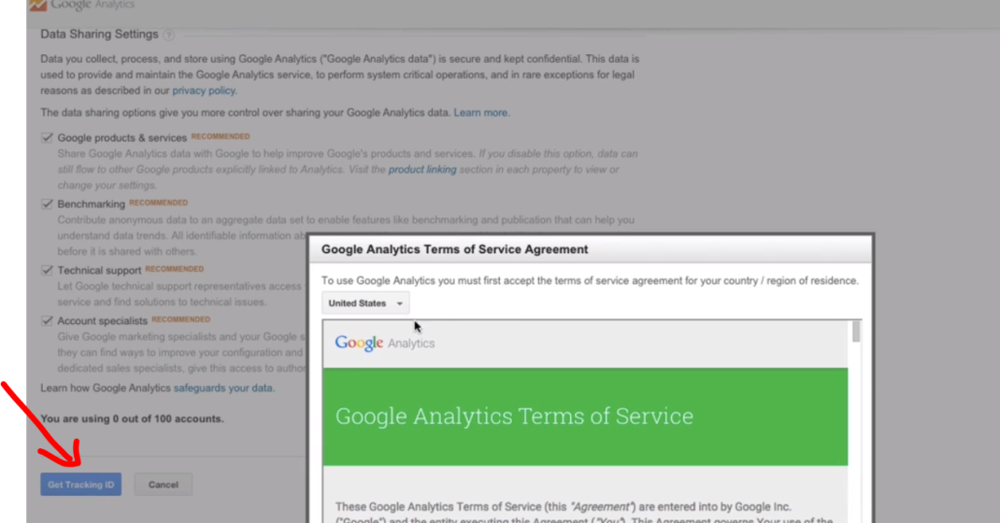 Google Analytics
Data Sharing Settings ?
Data you collect, process, and store using Google Analytics ("Google Analytics data") is secure and kept confidential. This data is
used to provide and maintain the Google Analytics service, to perform system critical operations, and in rare exceptions for legal
reasons as described in our privacy policy.
The data sharing options give you more control over sharing your Google Analytics data. Learn more.
Google products & services RECOMMENDED
Share Google Analytics data with Google to help improve Google's products and services. If you disable this option, data can
still flow to other Google products explicitly linked to Analytics. Visit the product linking section in each property to view or
change your settings.
Benchmarking RECOMMENDED
Contribute anonymous data to an aggregate data set to enable features like benchmarking and publication that can help you
understand data trends. All identifiable information ab
before it is shared with others.
Technical support RECOMMENDED
Let Google technical support representatives access
service and find solutions to technical issues.
Account specialists RECOMMENDED
Give Google marketing specialists and your Google s
they can find ways to improve your configuration and
dedicated sales specialists, give this access to author
Learn how Google Analytics safeguards your data.
You are using 0 out of 100 accounts.
Get Tracking ID
Cancel
Google Analytics Terms of Service Agreement
To use Google Analytics you must first accept the terms of service agreement for your country / region of residence.
United States
Google Analytics
Google Analytics Terms of Service
These Google Analytics Terms of Service (this "Agreement") are entered into by Google Inc.
("Google") and the entity executing this Agreement ("You"). This Agreement governs Your use of the